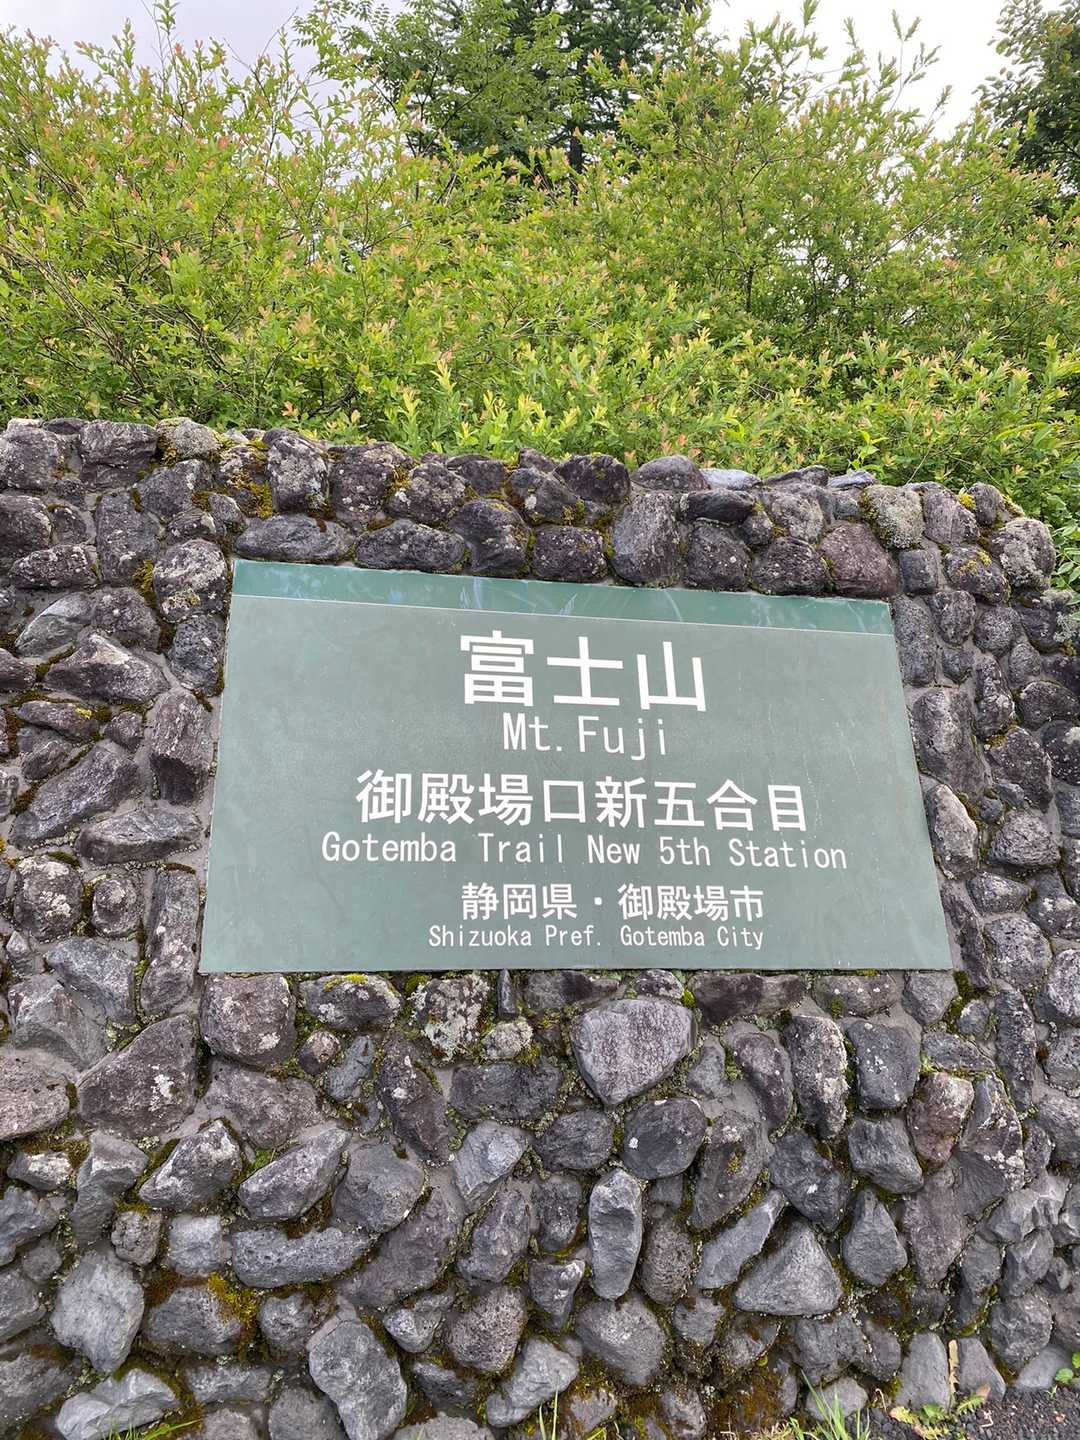 富士山
Mt. Fuji
御殿場口新五合目
Gotemba Trail New 5th Station
静岡県・御殿場市
Shizuoka Pref. Gotemba City